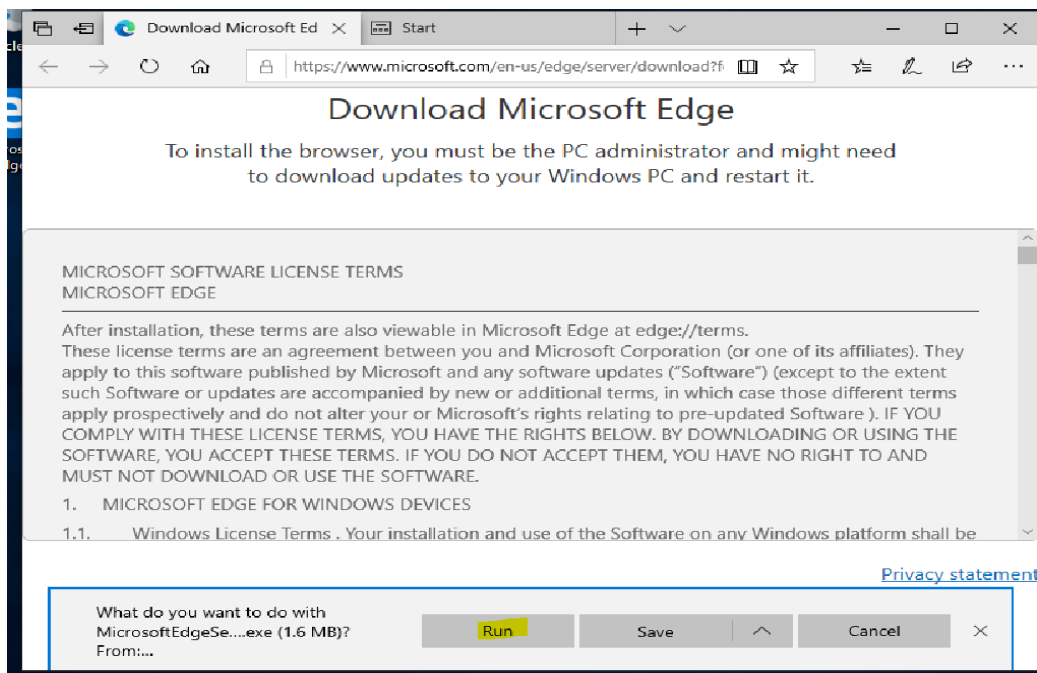 Download Microsoft Ed
Start
https://www.microsoft.com/en-us/edge/server/download?f
Download Microsoft Edge
To install the browser, you must be the PC administrator and might need
to download updates to your Windows PC and restart it.
MICROSOFT SOFTWARE LICENSE TERMS
MICROSOFT EDGE
After installation, these terms are also viewable in Microsoft Edge at edge://terms.
These license terms are an agreement between you and Microsoft Corporation (or one of its affiliates). They
apply to this software published by Microsoft and any software updates (“Software”) (except to the extent
such Software or updates are accompanied by new or additional terms, in which case those different terms
apply prospectively and do not alter your or Microsoft’s rights relating to pre-updated Software ). IF YOU
COMPLY WITH THESE LICENSE TERMS, YOU HAVE THE RIGHTS BELOW. BY DOWNLOADING OR USING THE
SOFTWARE, YOU ACCEPT THESE TERMS. IF YOU DO NOT ACCEPT THEM, YOU HAVE NO RIGHT TO AND
MUST NOT DOWNLOAD OR USE THE SOFTWARE.
1. MICROSOFT EDGE FOR WINDOWS DEVICES
1.1. Windows License Terms . Your installation and use of the Software on any Windows platform shall be
Privacy statement
What do you want to do with
MicrosoftEdgeSe....exe (1.6 MB)?
From:...
Run
Save
Cancel